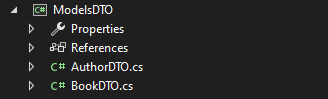 ModelsDTO
Properties
References
C# AuthorDTO.cs
C# BookDTO.cs